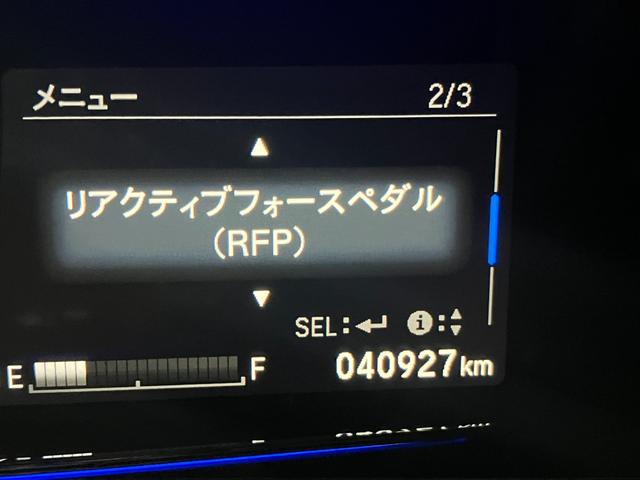 メニュー 2/3
▲
リアクティブフォースペダル
(RFP)
▼
SEL:↵ i:
E F 040927km